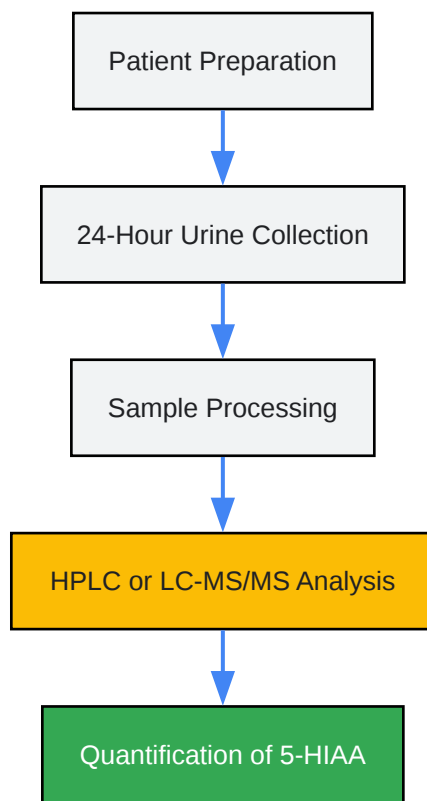 Patient Preparation
24-Hour Urine Collection
Sample Processing
HPLC or LC-MS/MS Analysis
Quantification of 5-HIAA